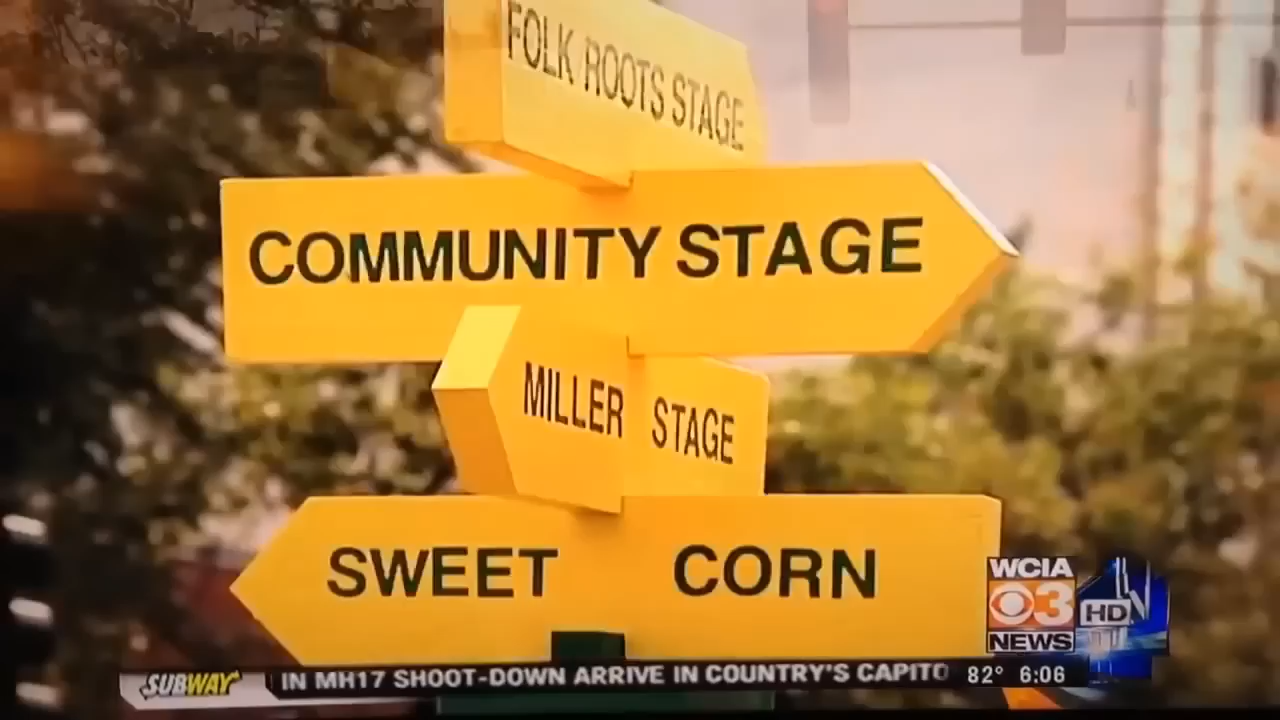 FOLK ROOTS STAGE
COMMUNITY STAGE
MILLER STAGE
SWEET CORN
WCIA
3
HD
NEWS
SUBWAY
IN MH17 SHOOT-DOWN ARRIVE IN COUNTRY'S CAPITO
82° 6:06